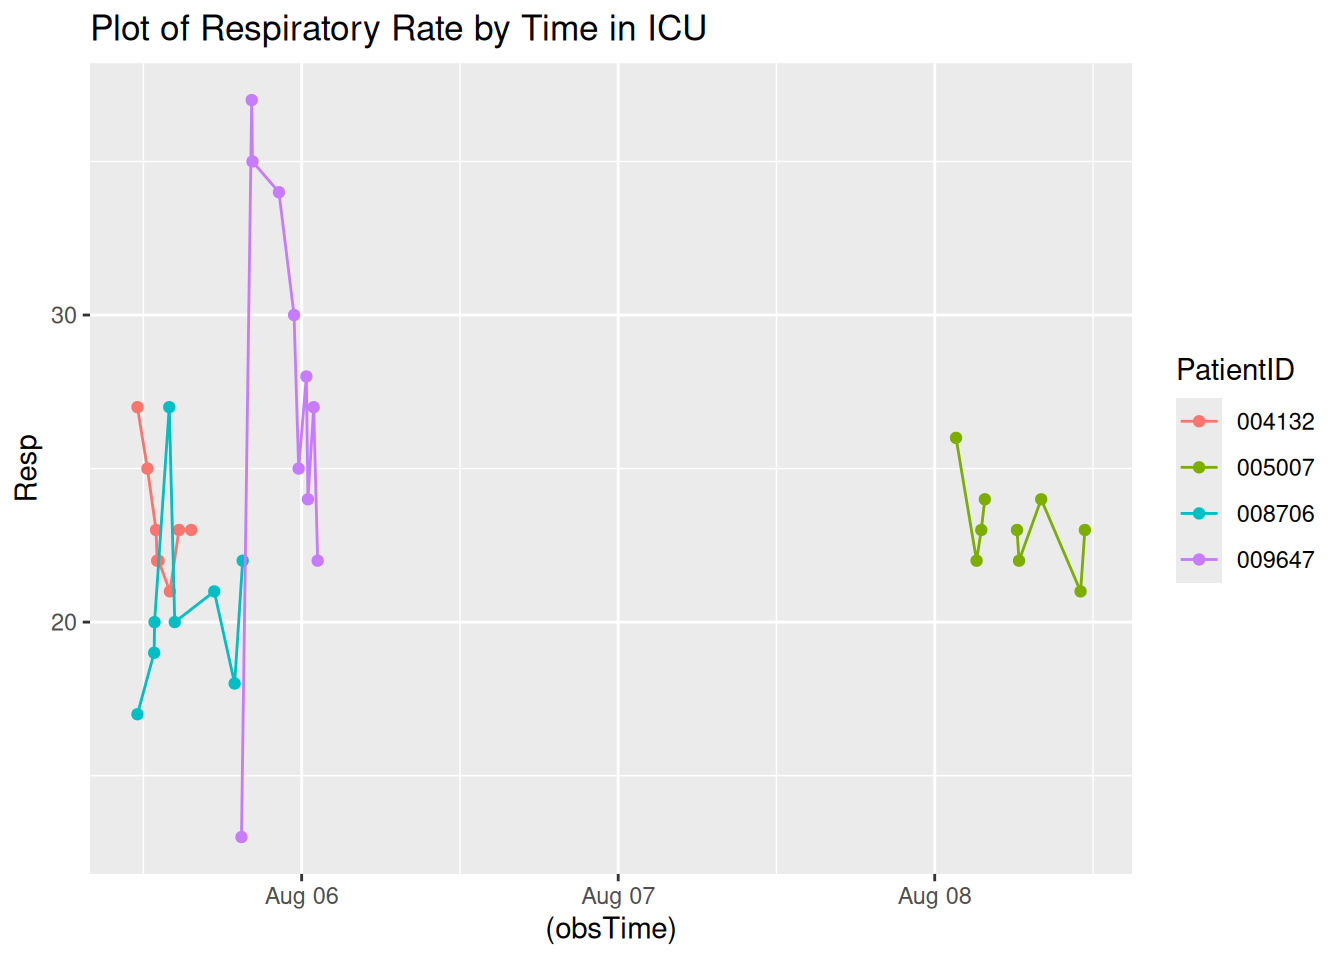 Plot of Respiratory Rate by Time in ICU
Resp
30
20
Aug 06
Aug 07
Aug 08
(obsTime)
PatientID
004132
005007
008706
009647